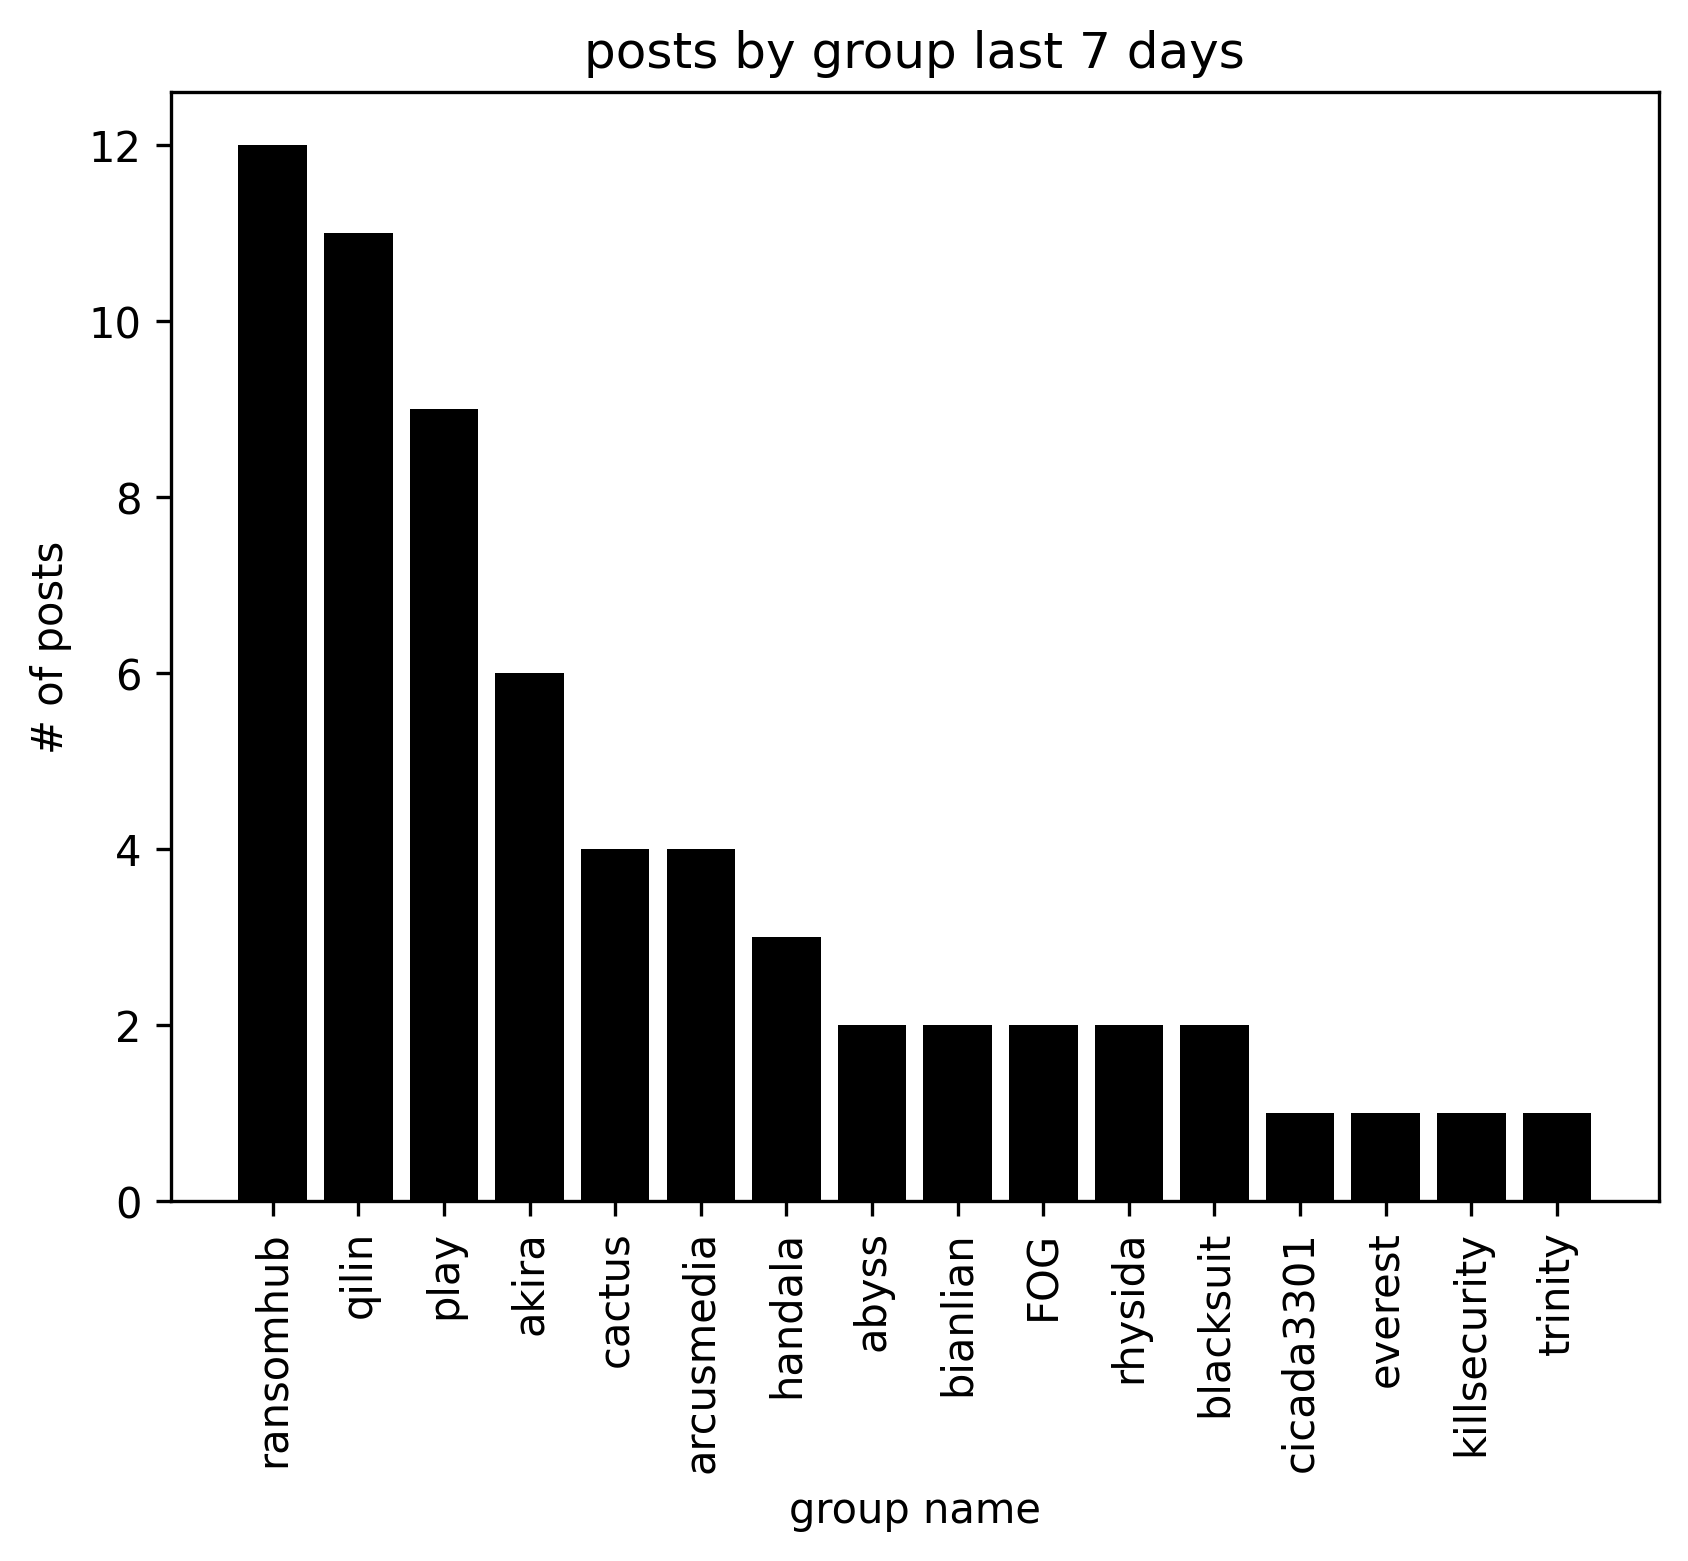 posts by group last 7 days
12
10
8
6
4
2
0
# of posts
ransomhub
qilin
play
akira
cactus
arcusmedia
handala
abyss
bianlian
FOG
rhysida
blacksuit
cicada3301
everest
killsecurity
trinity
group name